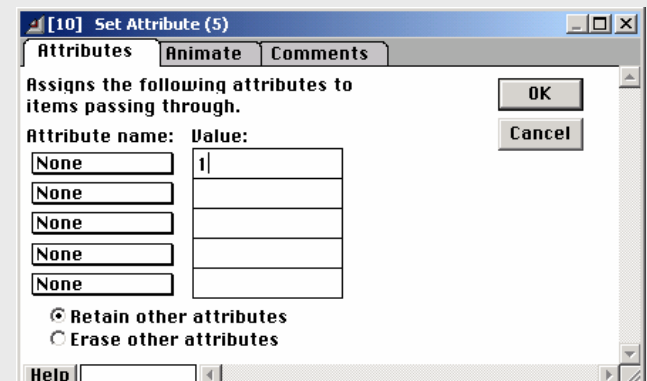 [10] Set Attribute (5)
Attributes Animate Comments
Assigns the following attributes to
items passing through.
OK
Cancel
Attribute name: Value:
None 1
None
None
None
None
Retain other attributes
Erase other attributes
Help